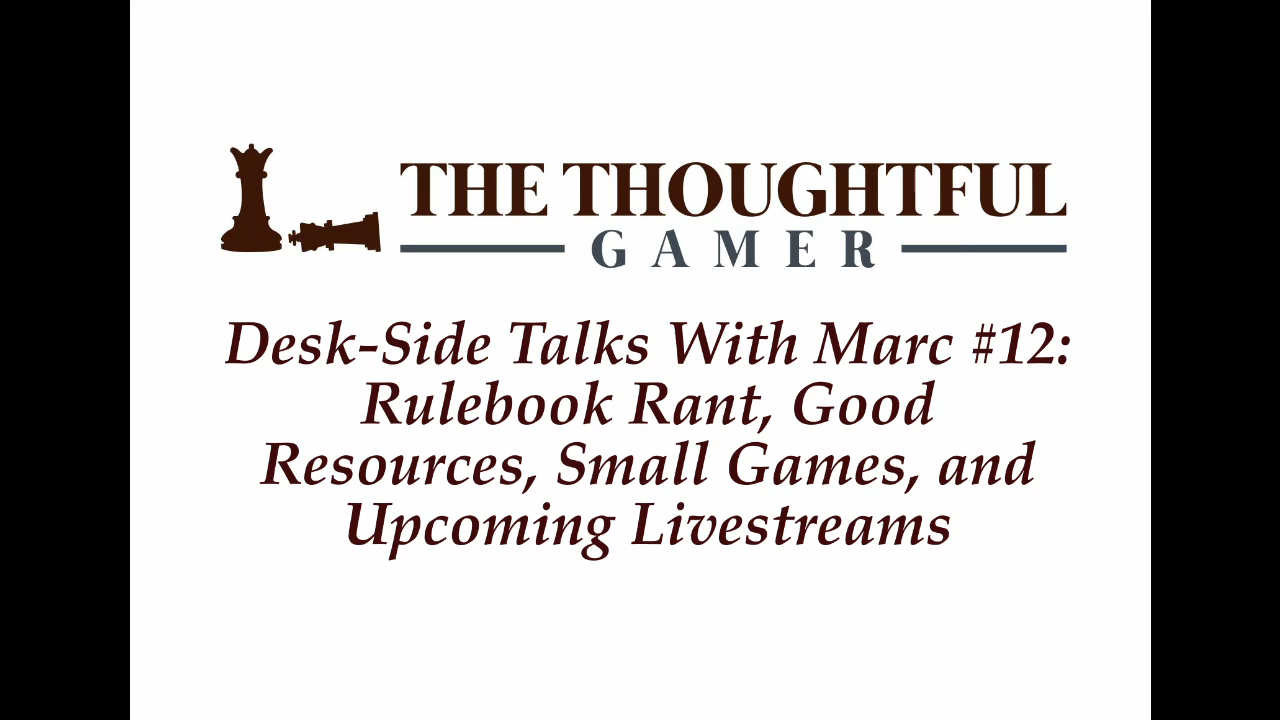 THE THOUGHTFUL
GAMER
Desk-Side Talks With Marc #12:
Rulebook Rant, Good
Resources, Small Games, and
Upcoming Livestreams